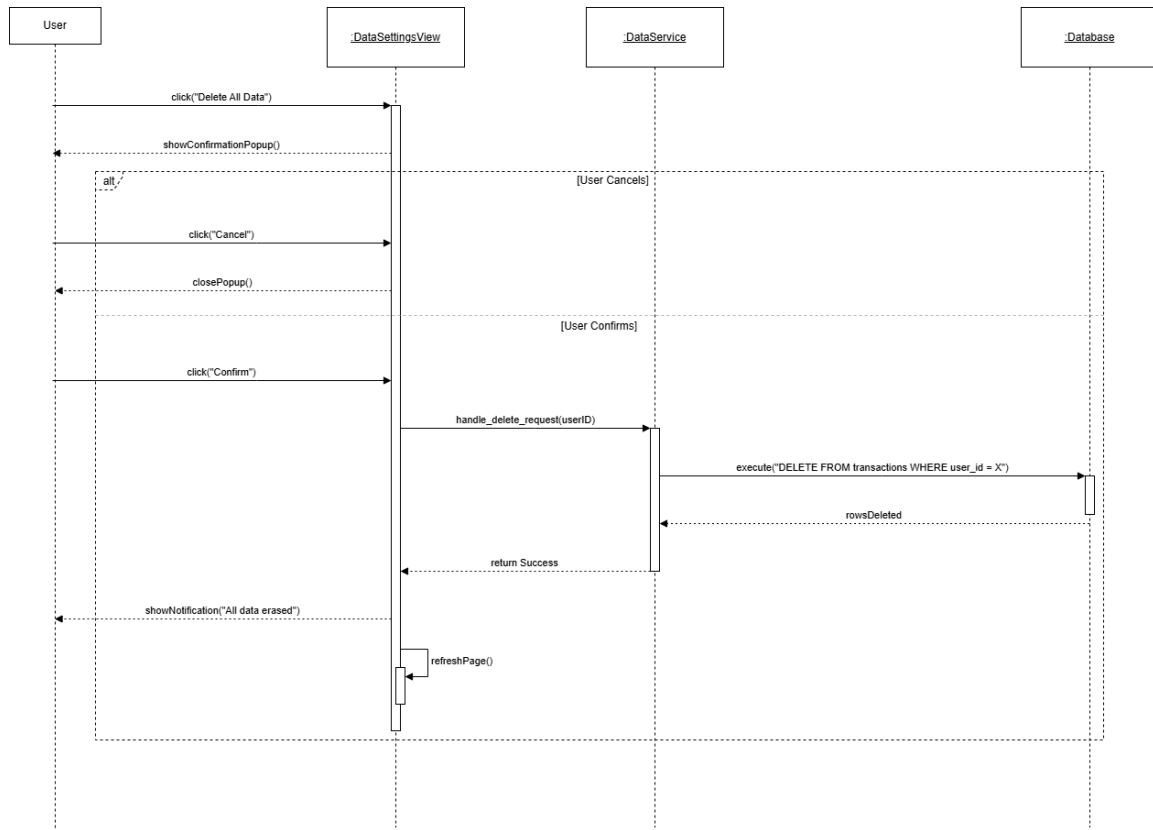 User
:DataSettingsView
:DataService
:Database
click("Delete All Data")
showConfirmationPopup()
alt
[User Cancels]
click("Cancel")
closePopup()
[User Confirms]
click("Confirm")
handle_delete_request(userID)
execute("DELETE FROM transactions WHERE user_id = X")
rowsDeleted
return Success
showNotification("All data erased")
refreshPage()